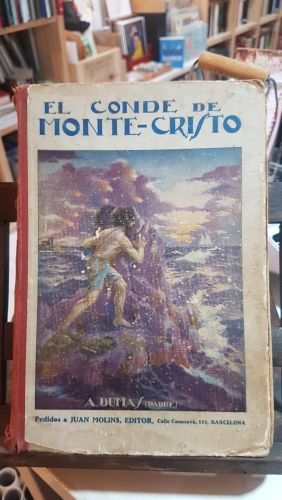 EL CONDE DE
MONTE-CRISTO
A. DUMAS (PADRE)
Pedidos a JUAN MOLINS, EDITOR, Calle Casanova, 155, BARCELONA